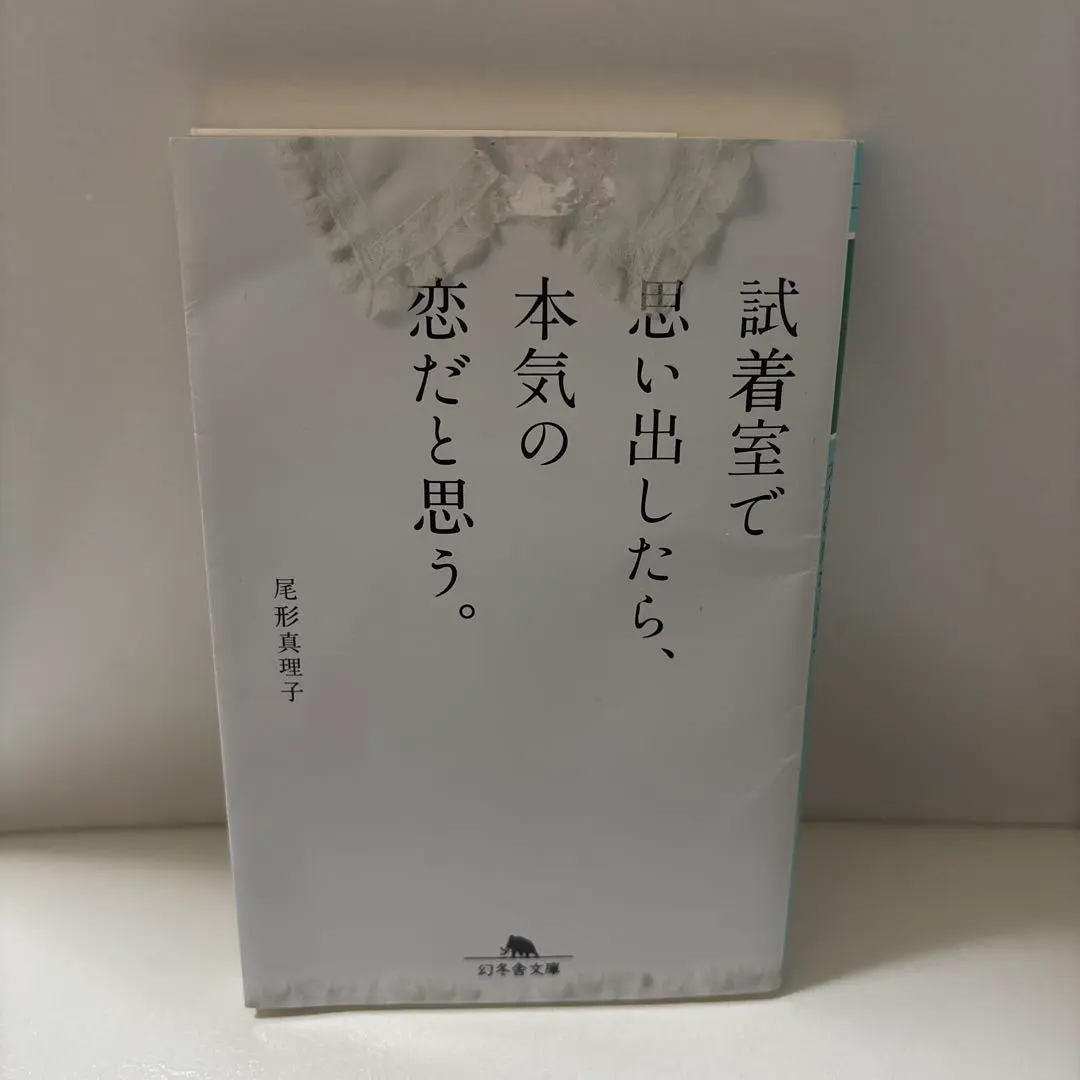 試着室で
思い出したら、
本気の
恋だと思う。
尾形真理子
幻冬舎文庫